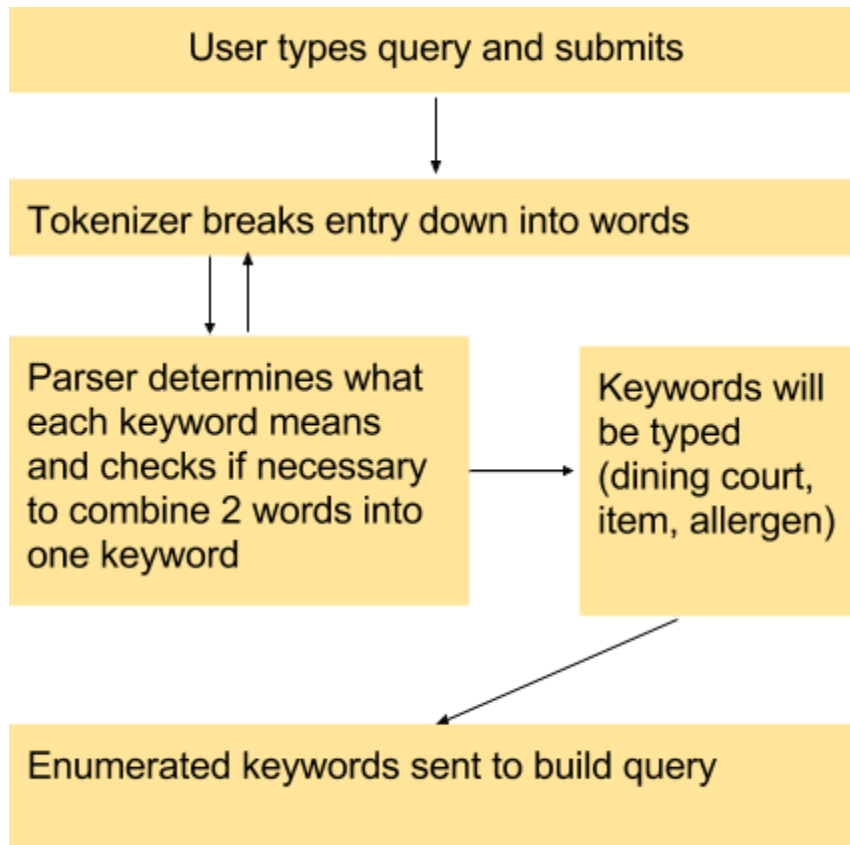 User types query and submits
Tokenizer breaks entry down into words
Parser determines what
each keyword means
and checks if necessary
to combine 2 words into
one keyword
Keywords will
be typed
(dining court,
item, allergen)
Enumerated keywords sent to build query